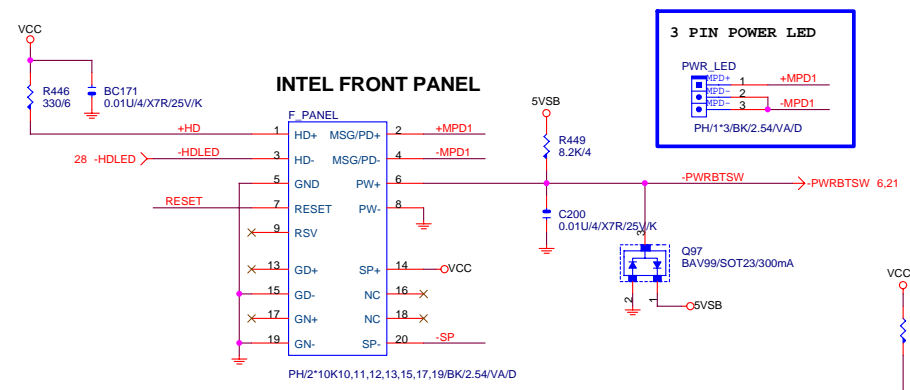 VCC
R446
330/6
BC171
0.01U/4/X7R/25V/K
INTEL FRONT PANEL
F_PANEL
+HD
1
HD+
MSG/PD+
2
+MPD1
28 -HDLED
-HDLED
3
HD-
MSG/PD-
4
-MPD1
5
GND
PW+
6
RESET
7
RESET
PW-
8
9
RSV
13
GD+
SP+
14
VCC
15
GD-
NC
16
17
GN+
NC
18
19
GN-
SP-
20
-SP
PH/2*10K10,11,12,13,15,17,19/BK/2.54/VA/D
5VSB
R449
8.2K/4
C200
0.01U/4/X7R/25V/K
-PWRBTSW
-PWRBTSW 6,21
3
Q97
BAV99/SOT23/300mA
2
1
5VSB
3 PIN POWER LED
PWR_LED
MPD+
1
+MPD1
MPD-
2
MPD-
3
-MPD1
PH/1*3/BK/2.54/VA/D
VCC